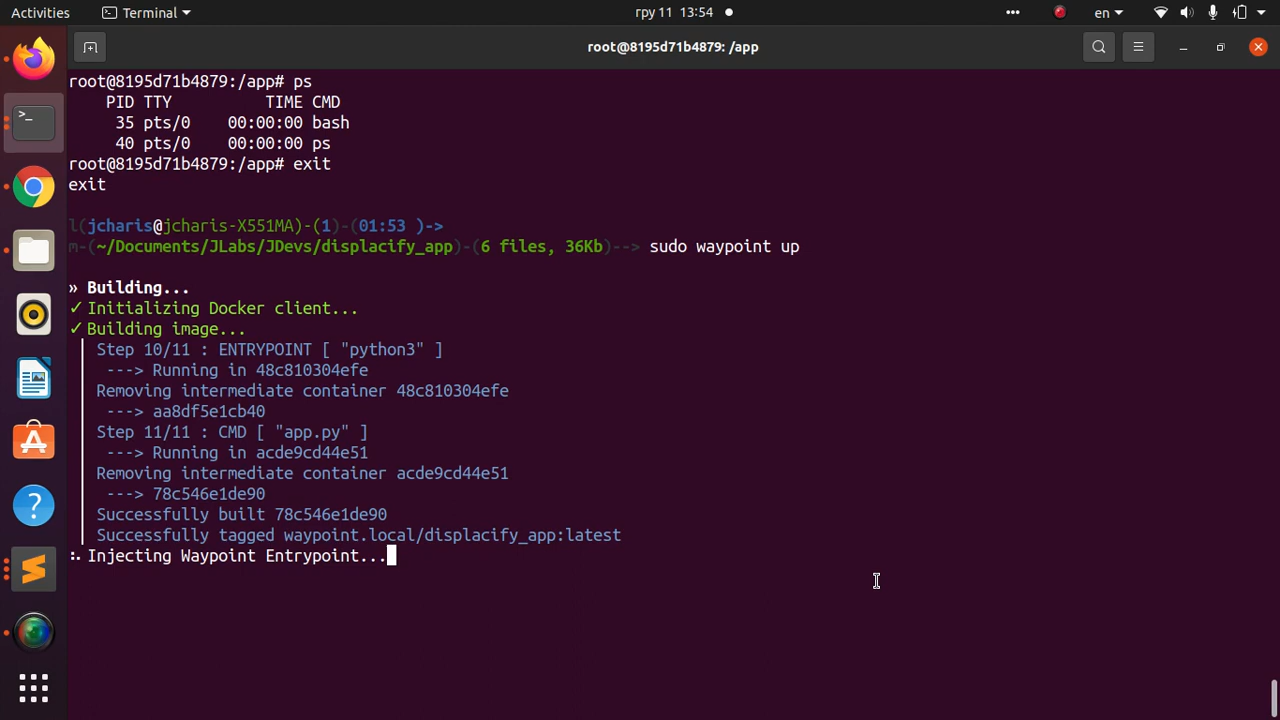 Activities Terminal гру 11 13:54 en
root@8195d71b4879: /app
root@8195d71b4879:/app# ps
PID TTY TIME CMD
35 pts/0 00:00:00 bash
40 pts/0 00:00:00 ps
root@8195d71b4879:/app# exit
exit
l(jcharis@jcharis-X551MA)-(1)-(01:53 )->
m-(~/Documents/JLabs/JDevs/displacify_app)-(6 files, 36Kb)--> sudo waypoint up
» Building...
✓ Initializing Docker client...
✓ Building image...
Step 10/11 : ENTRYPOINT [ "python3" ]
---> Running in 48c810304efe
Removing intermediate container 48c810304efe
---> aa8df5e1cb40
Step 11/11 : CMD [ "app.py" ]
---> Running in acde9cd44e51
Removing intermediate container acde9cd44e51
---> 78c546e1de90
Successfully built 78c546e1de90
Successfully tagged waypoint.local/displacify_app:latest
Injecting Waypoint Entrypoint...